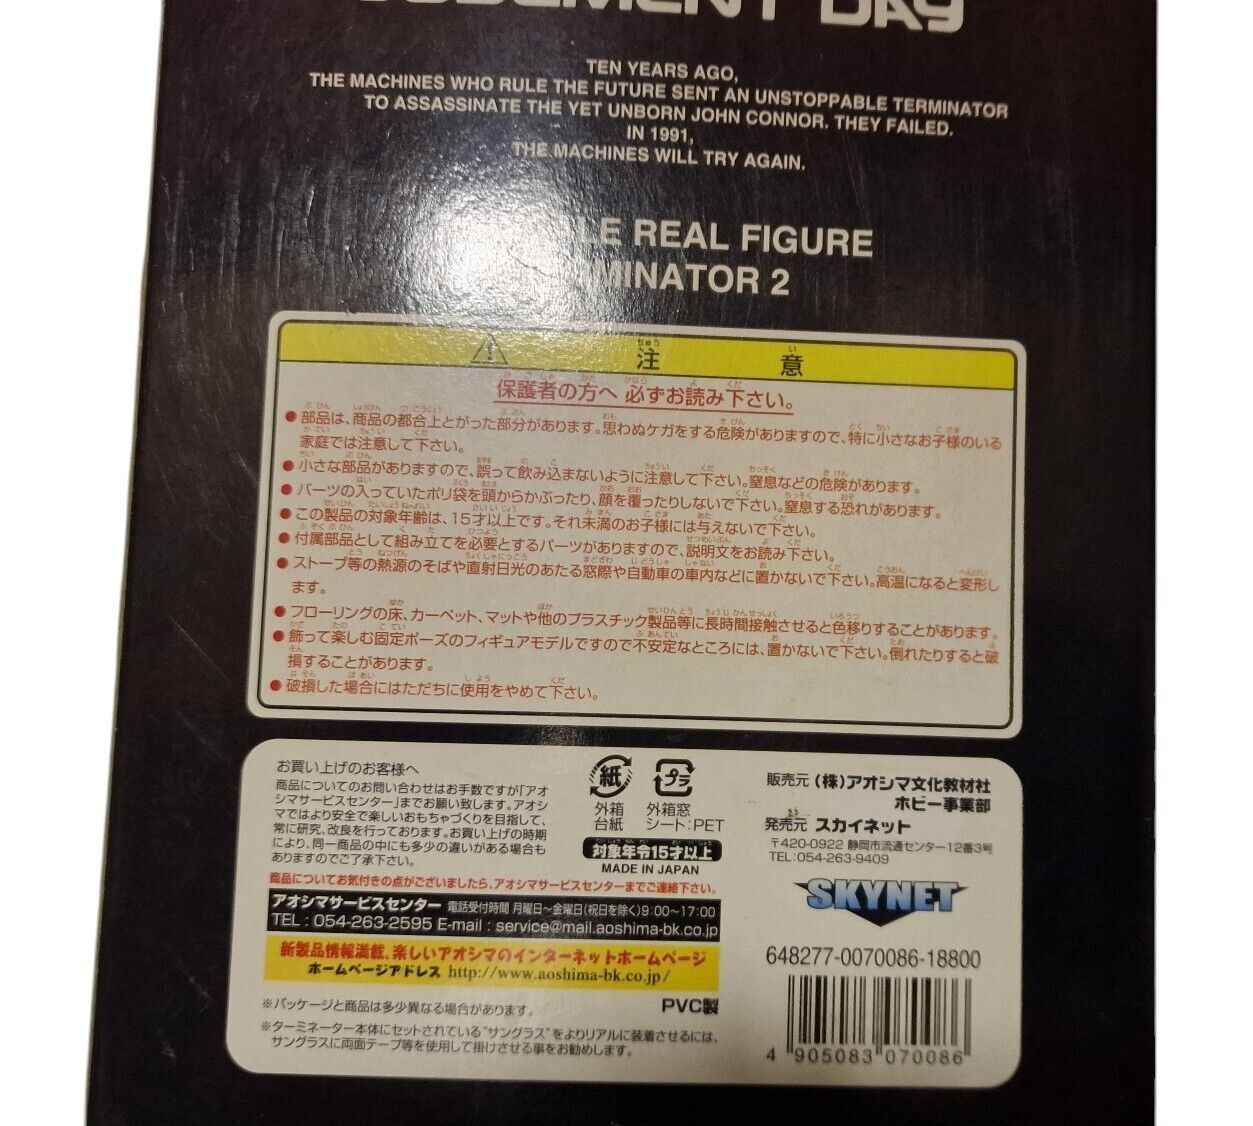 JUDGMENT DAY
TEN YEARS AGO,
THE MACHINES WHO RULE THE FUTURE SENT AN UNSTOPPABLE TERMINATOR
TO ASSASSINATE THE YET UNBORN JOHN CONNOR. THEY FAILED.
IN 1991,
THE MACHINES WILL TRY AGAIN.
LE REAL FIGURE
MINATOR 2
注意
保護者の方へ 必ずお読み下さい。
●部品は、商品の都合上とがった部分があります。思わぬケガをする危険がありますので、特に小さなお子様のいる
家庭では注意して下さい。
●小さな部品がありますので、誤って飲み込まないように注意して下さい。窒息などの危険があります。
●パーツの入っていたポリ袋を頭からかぶったり、顔を覆ったりしないで下さい。窒息する恐れがあります。
●この製品の対象年齢は、15才以上です。それ未満のお子様には与えないで下さい。
●付属部品として組み立てを必要とするパーツがありますので、説明文をお読み下さい。
●ストーブ等の熱源のそばや直射日光のあたる窓際や自動車の車内などに置かないで下さい。高温になると変形し
ます。
●フローリングの床、カーペット、マットや他のプラスチック製品等に長時間接触させると色移りすることがあります。
●飾って楽しむ固定ポーズのフィギュアモデルですので不安定なところには、置かないで下さい。倒れたりすると破
損することがあります。
●破損した場合にはただちに使用をやめて下さい。
お買い上げのお客様へ
商品についてのお問い合わせはお手数ですが「アオ
シマサービスセンター」までお願い致します。アオシ
マではより安全で楽しいおもちゃづくりを目指して、
常に研究、改良を行っております。お買い上げの時期
により、同一商品の中にも多少の違いがある場合も
ありますのでご了承下さい。
紙 プラ
外箱 外箱窓
台紙 シート:PET
対象年令15才以上
MADE IN JAPAN
商品についてお気付きの点がございましたら、アオシマサービスセンターまでご連絡下さい。
アオシマサービスセンター 電話受付時間 月曜日~金曜日(祝日を除く)9:00~17:00
TEL : 054-263-2595 E-mail : service@mail.aoshima-bk.co.jp
新製品情報満載、楽しいアオシマのインターネットホームページ
ホームページアドレス http://www.aoshima-bk.co.jp/
※パッケージと商品は多少異なる場合があります。
PVC製
※ターミネーター本体にセットされている"サングラス"をよりリアルに装着させるには、
サングラスに両面テープ等を使用して掛けさせる事をお勧めします。
販売元 (株)アオシマ文化教材社
ホビー事業部
発売元 スカイネット
〒420-0922 静岡市流通センター12番3号
TEL:054-263-9409
SKYNET
648277-0070086-18800
4 905083 070086